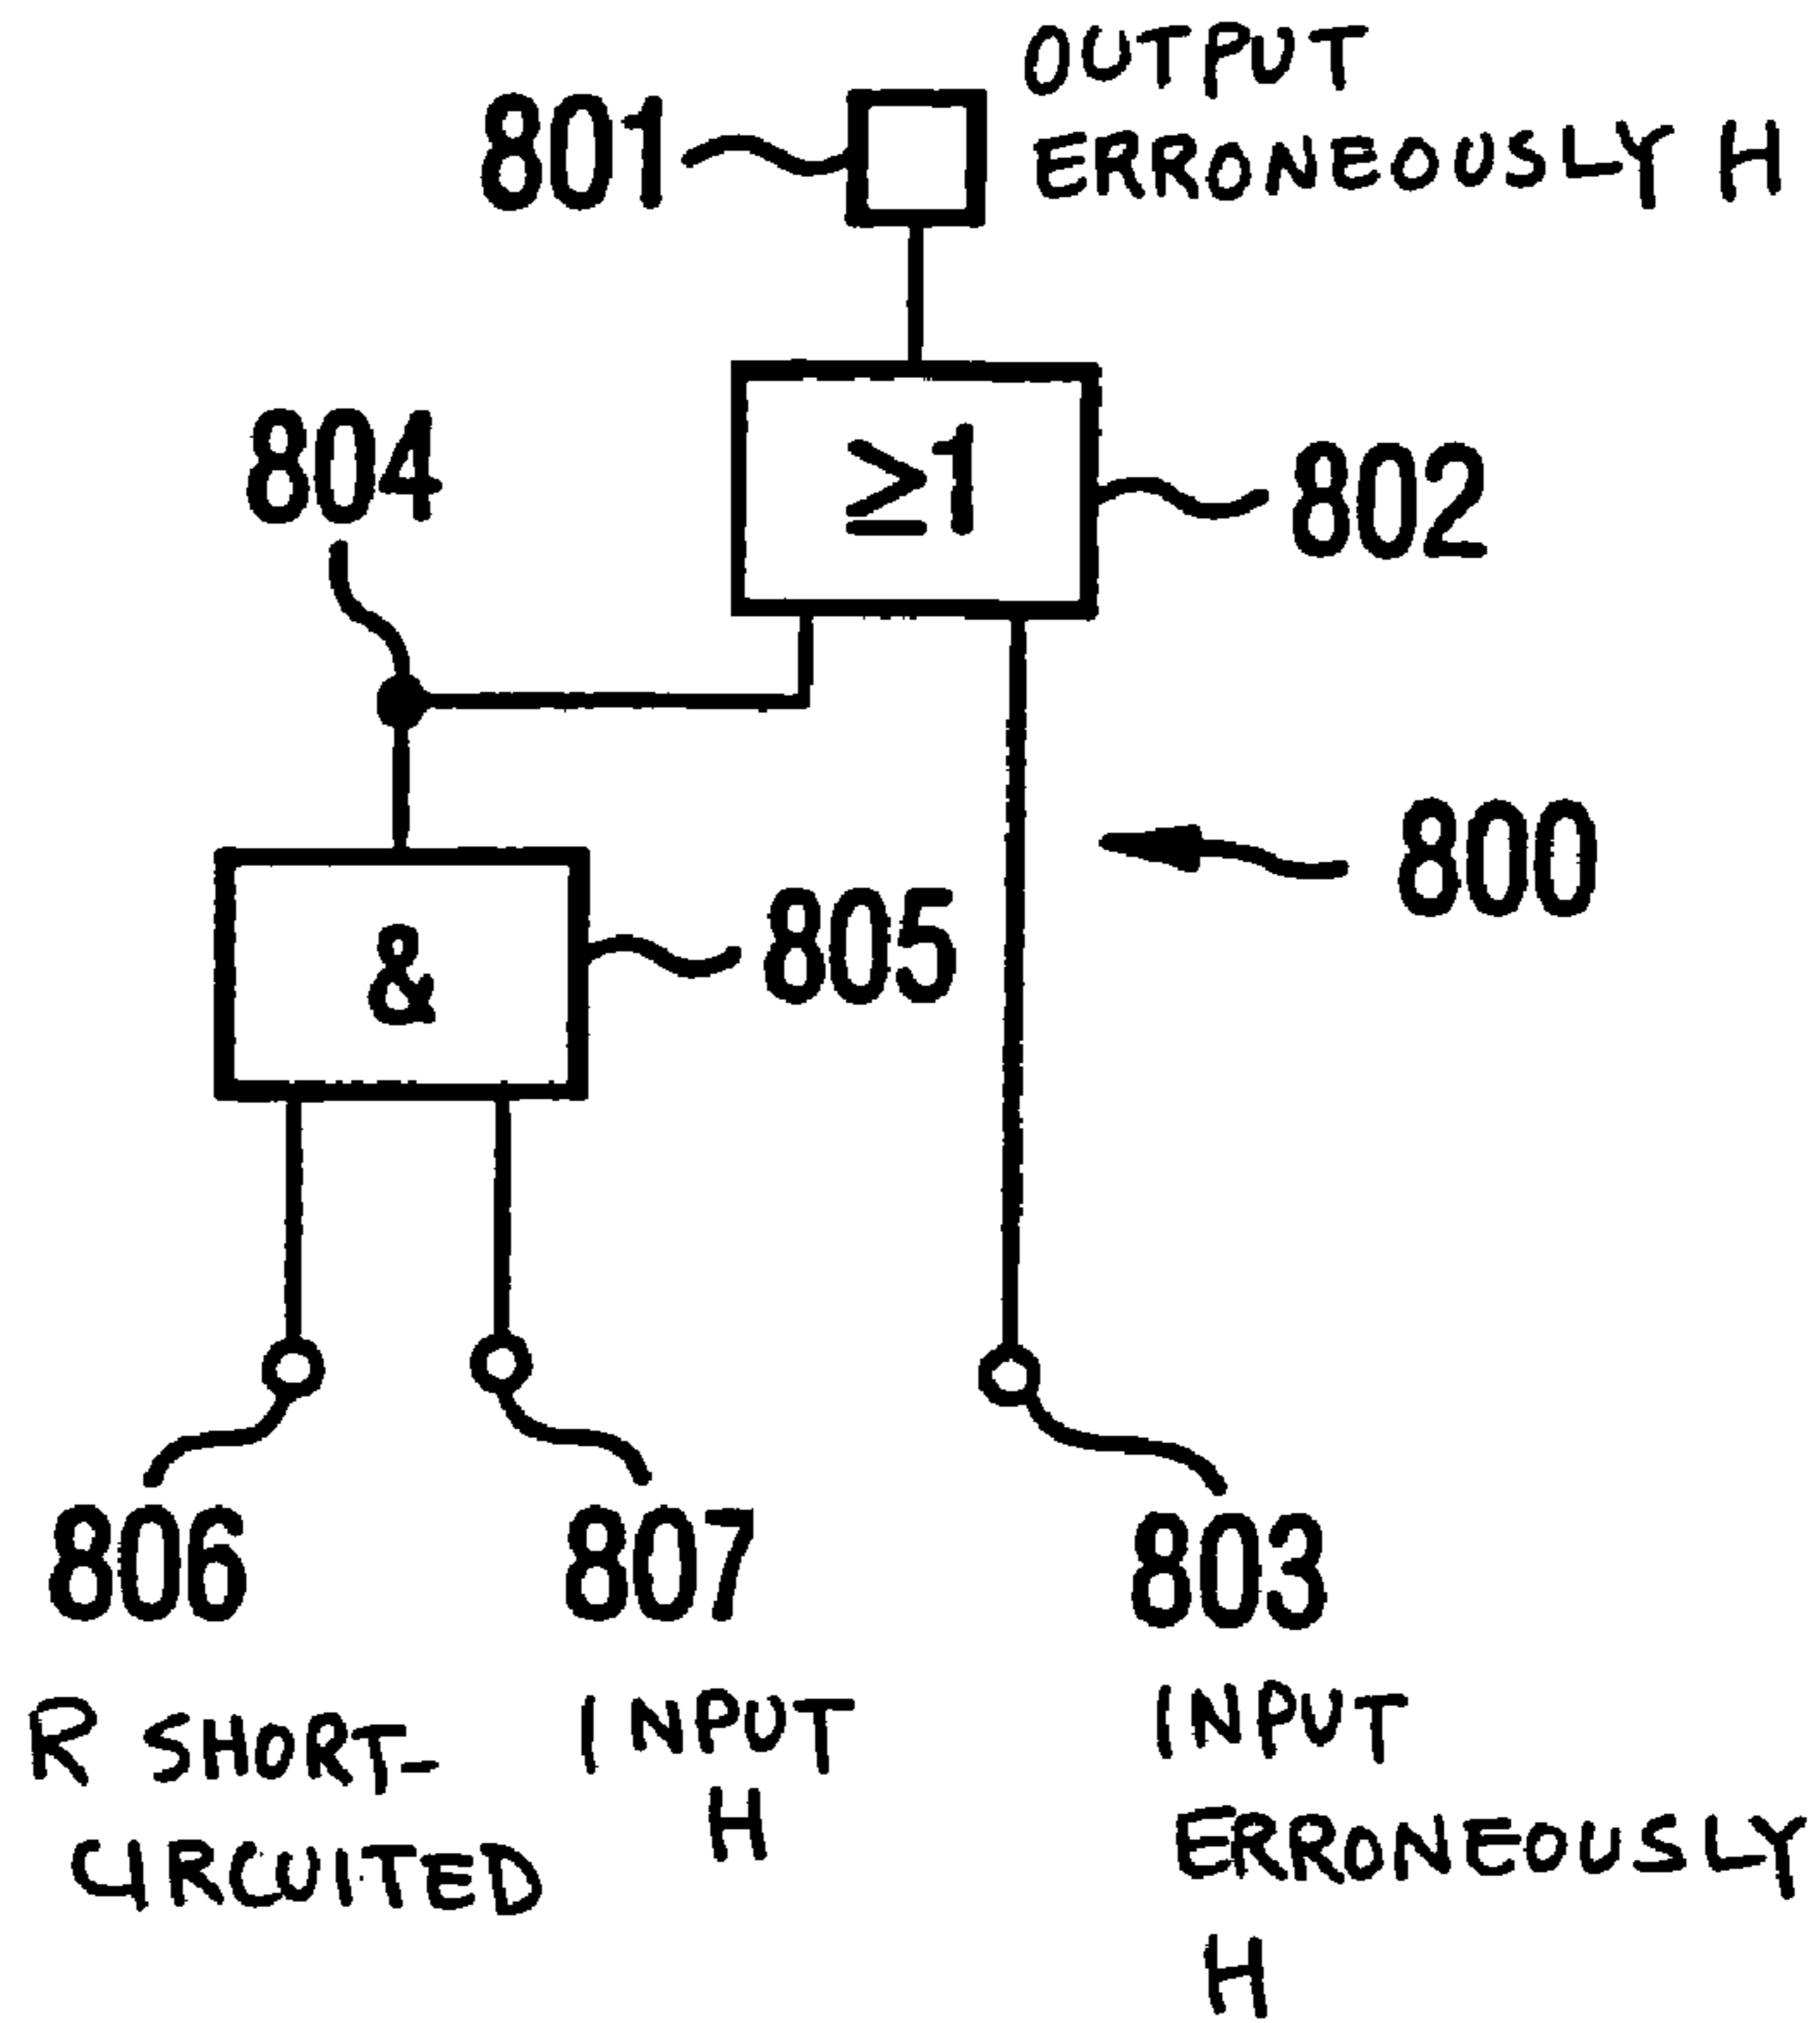 OUTPUT
ERRONEOUSLY H
801
804
≥1
802
800
&
805
806
807
803
R SHORT-
CIRCUITED
INPUT
H
INPUT
ERRONEOUSLY
H